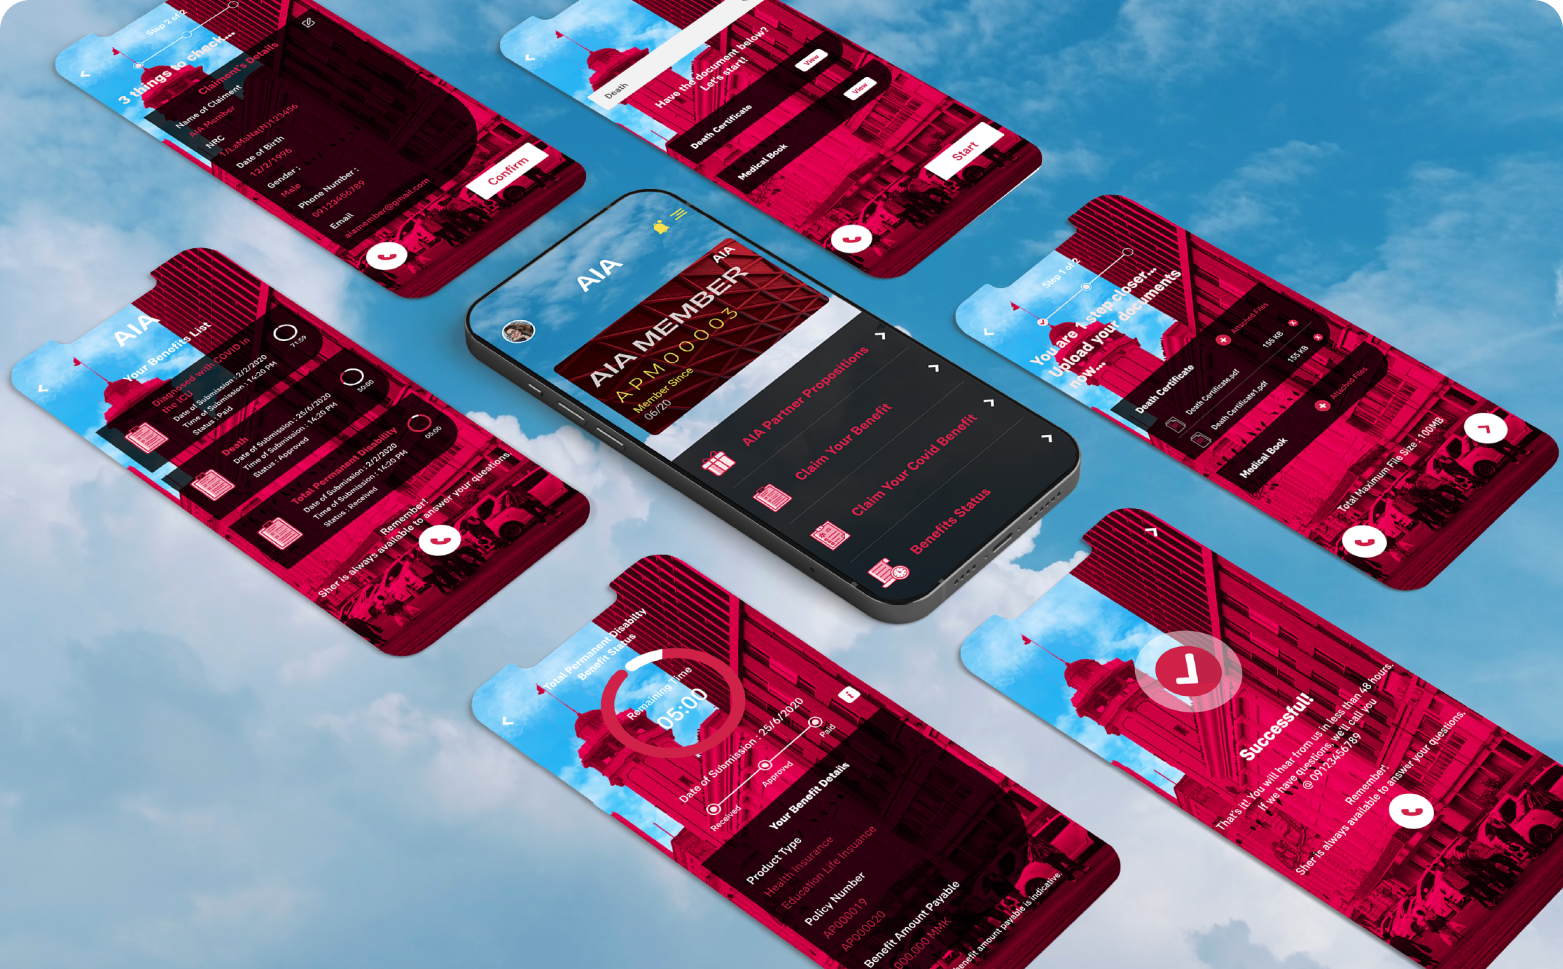 Step 2 of 2
3 things to check...
Claiment's Details
Name of Claiment
AIA Member
NRC
/LaMaNa(N)123456
Date of Birth
12/2/1996
Gender :
Male
Phone Number :
09123456789
Email
aiamember@gmail.com
Confirm
Death
Have the document below?
Let's start!
Death Certificate
View
Medical Book
View
Start
AIA
AIA
AIA MEMBER
APM00003
Member Since
06/20
AIA Partner Propositions
Claim Your Benefit
Claim Your Covid Benefit
Benefits Status
Step 1 of 2
You are 1 step closer...
Upload your documents
now...
Death Certificate
Attached Files
Death Certificate.pdf
155 KB
Death Certificate1.pdf
155 KB
Medical Book
Attached Files
Total Maximum File Size : 100MB
AIA
Your Benefits List
Diagnosed with COVID in
the ICU
Date of Submission : 2/2/2020
Time of Submission : 14:20 PM
Status : Paid
71:59
Death
Date of Submission : 25/6/2020
Time of Submission : 14:20 PM
Status : Approved
50:00
Total Permanent Disability
Date of Submission : 2/2/2020
Time of Submission : 14:20 PM
Status : Received
05:00
Remember!
Sher is always available to answer your questions.
Total Permanent Disability
Benefit Status
Remaining Time
05:00
Date of Submission : 25/6/2020
Received
Approved
Paid
Your Benefit Details
Product Type
Health Insurance
Education Life Insuance
Policy Number
AP000019
AP000020
Benefit Amount Payable
000,000 MMK
benefit amount payable is indicative.
Successful!
That's it! You will hear from us in less than 48 hours.
If we have questions, we'll call you
@ 09123456789
Remember!
Sher is always available to answer your questions.